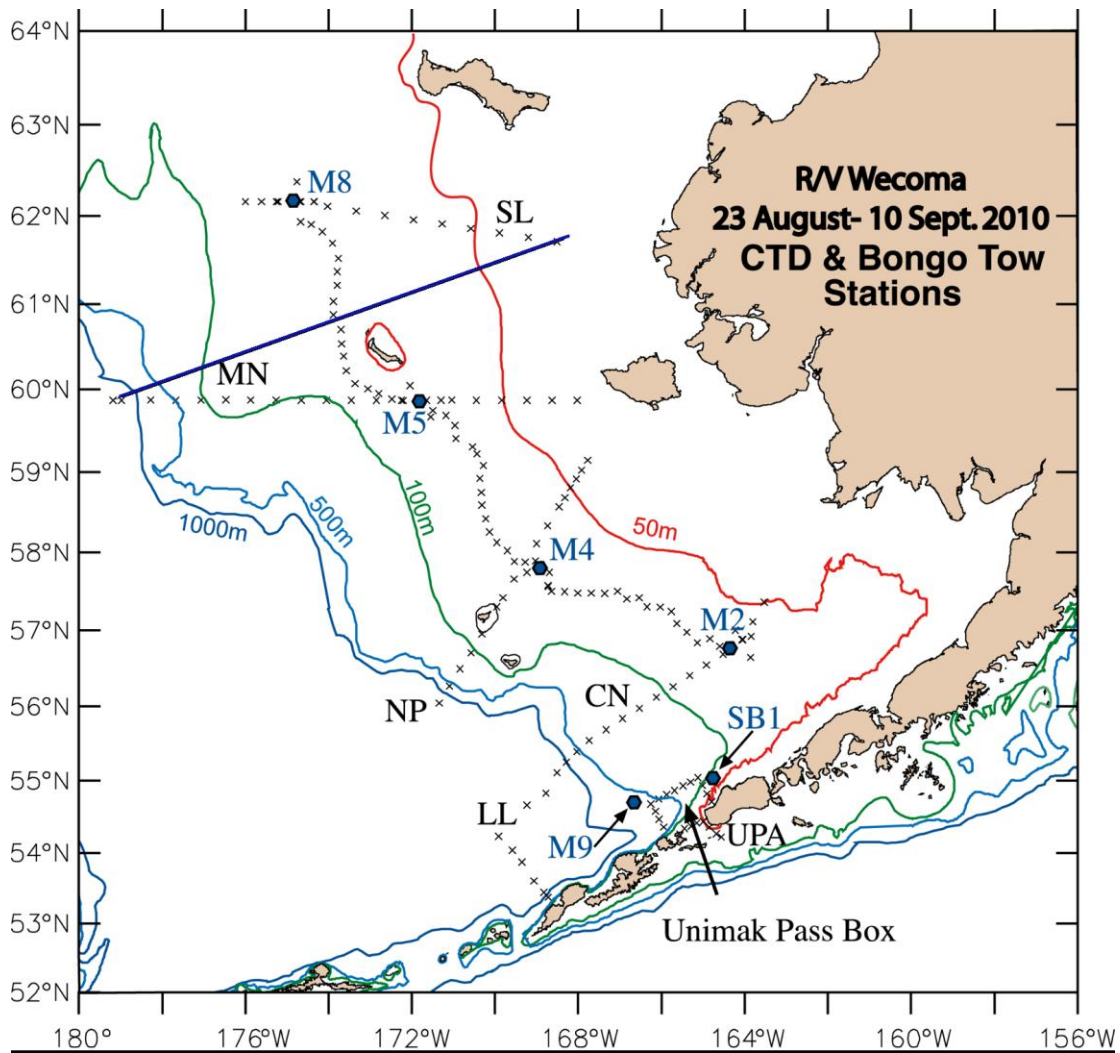 64°N
63°N
62°N
61°N
60°N
59°N
58°N
57°N
56°N
55°N
54°N
53°N
52°N
R/V Wecoma
23 August- 10 Sept. 2010
CTD & Bongo Tow
Stations
M8
SL
MN
M5
100m
500m
1000m
50m
M4
M2
CN
NP
SB1
LL
M9
UPA
Unimak Pass Box
180°
176°W
172°W
168°W
164°W
160°W
156°W